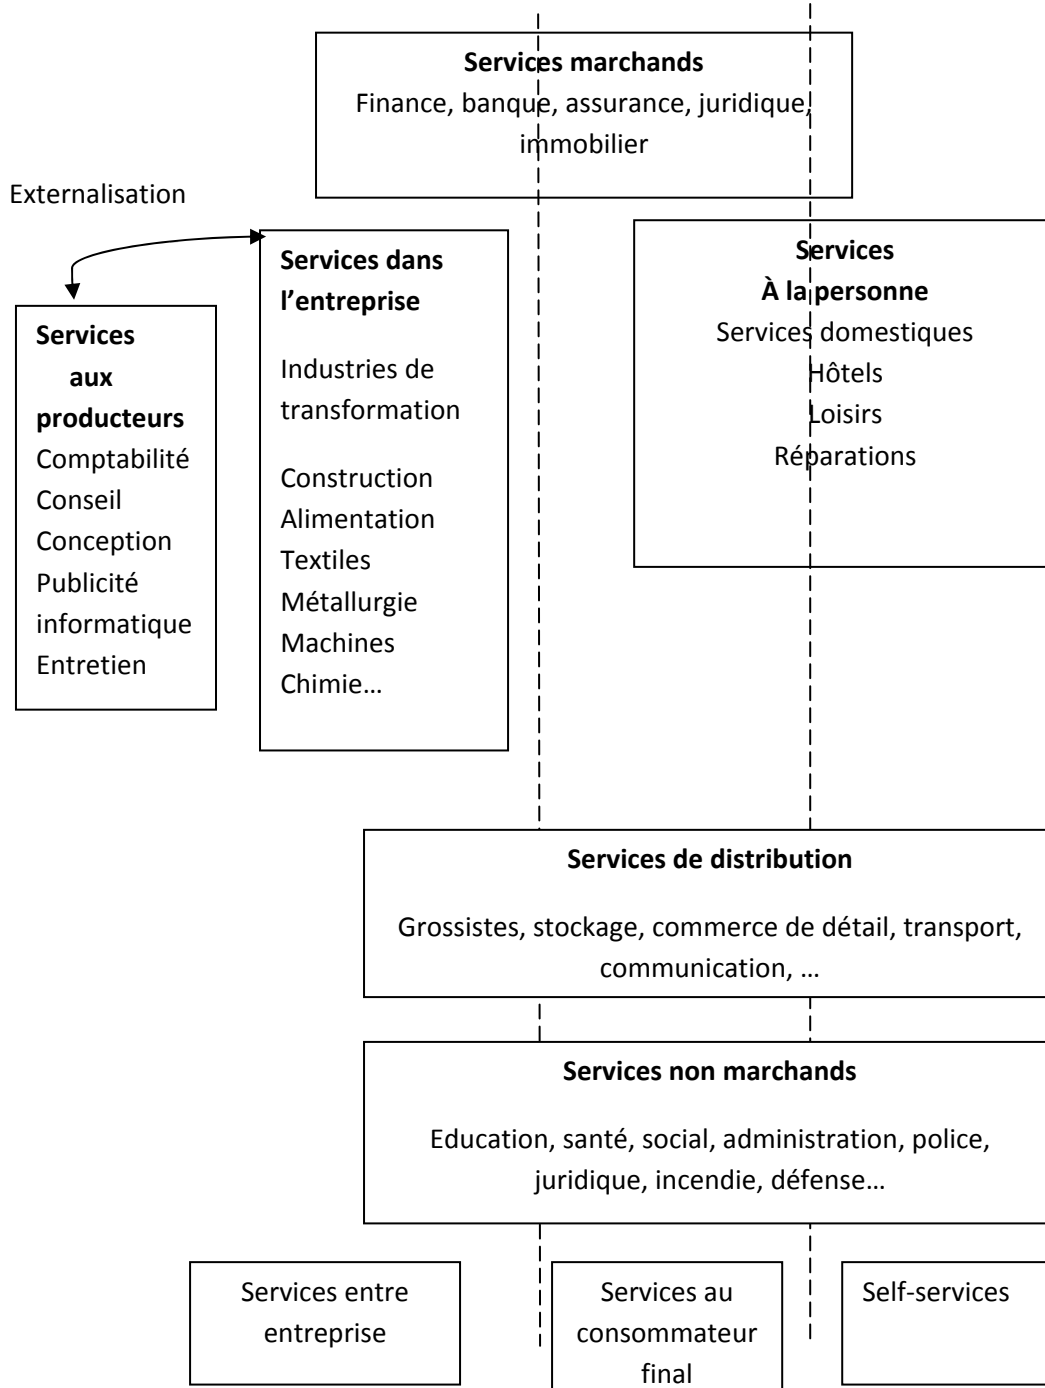 Services marchands
Finance, banque, assurance, juridique,
immobilier
Externalisation
Services dans
l’entreprise
Industries de
transformation
Construction
Alimentation
Textiles
Métallurgie
Machines
Chimie…
Services
À la personne
Services domestiques
Hôtels
Loisirs
Réparations
Services
aux
producteurs
Comptabilité
Conseil
Conception
Publicité
informatique
Entretien
Services de distribution
Grossistes, stockage, commerce de détail, transport,
communication, …
Services non marchands
Education, santé, social, administration, police,
juridique, incendie, défense…
Services entre
entreprise
Services au
consommateur
final
Self-services